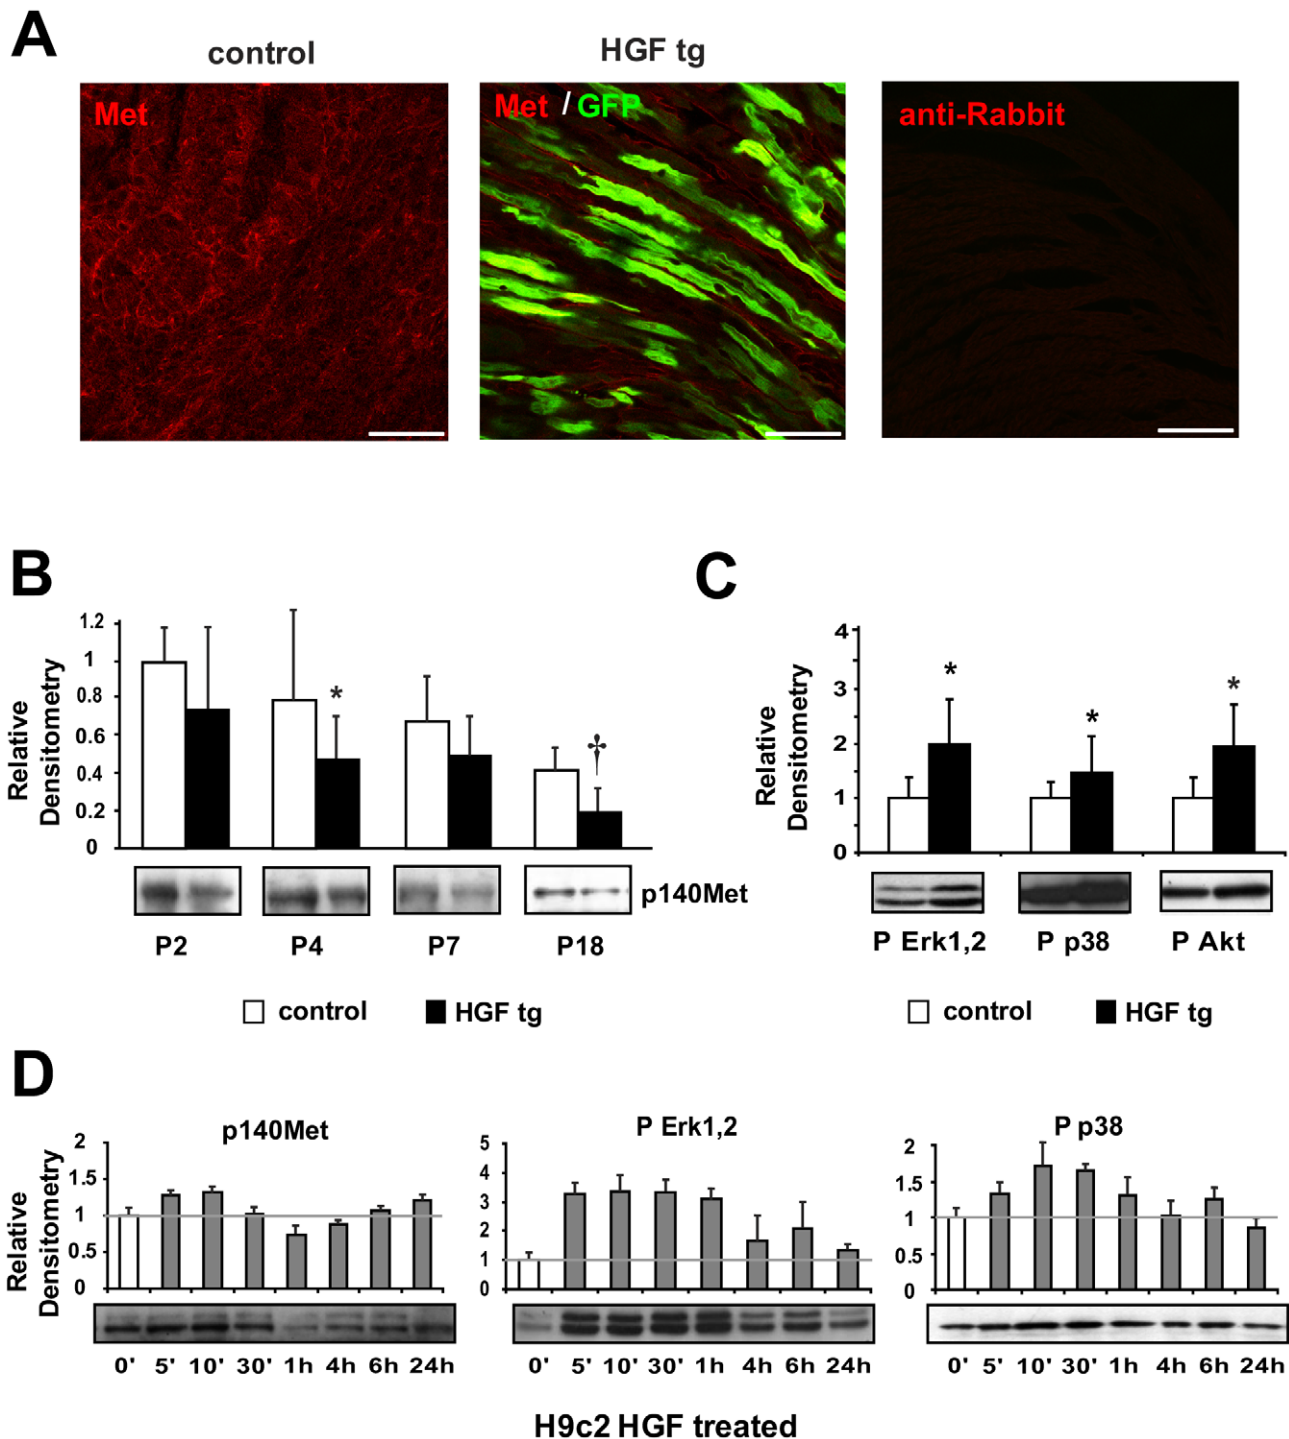 A
control
HGF tg
Met
Met / GFP
anti-Rabbit
B
Relative
Densitometry
1.2
1
0.8
0.6
0.4
0.2
0
*
†
p140Met
P2 P4 P7 P18
control HGF tg
C
Relative
Densitometry
4
3
2
1
0
* * *
P Erk1,2 P p38 P Akt
control HGF tg
D
Relative
Densitometry
p140Met
2
1.5
1
0.5
0
0' 5' 10' 30' 1h 4h 6h 24h
P Erk1,2
5
4
3
2
1
0
0' 5' 10' 30' 1h 4h 6h 24h
P p38
2
1.5
1
0.5
0
0' 5' 10' 30' 1h 4h 6h 24h
H9c2 HGF treated